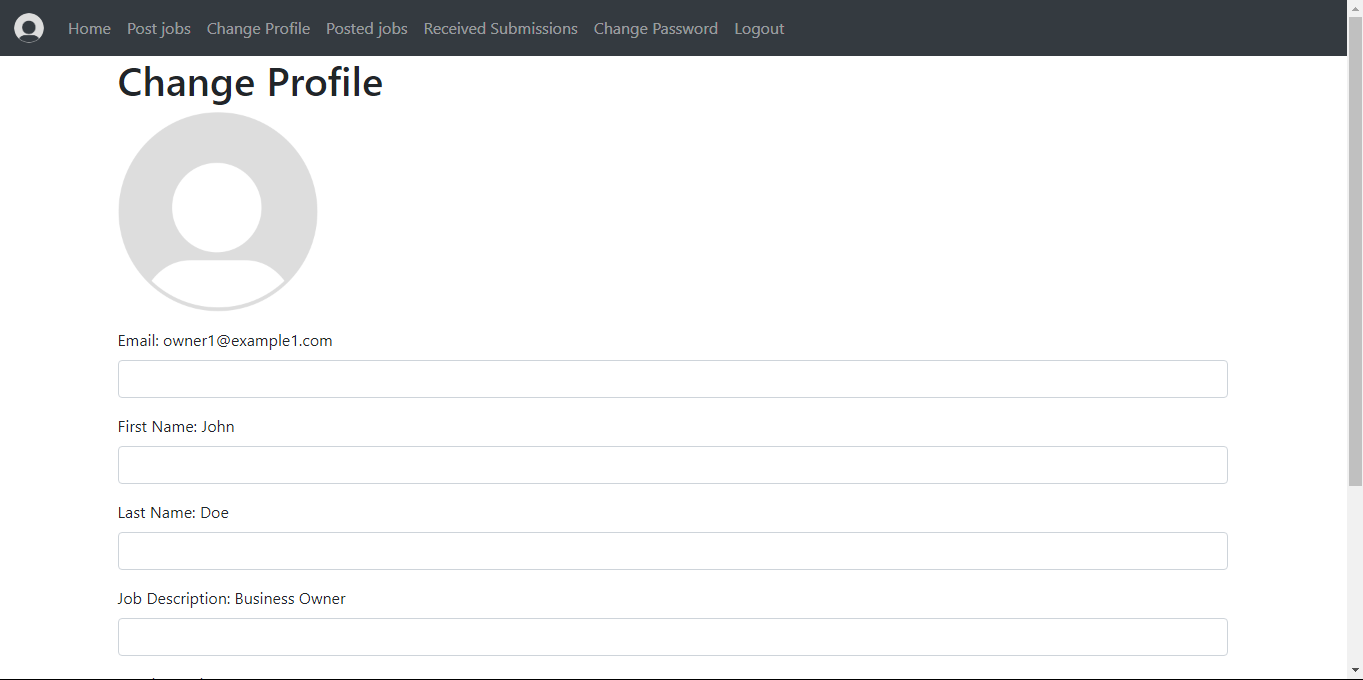 Home Post jobs Change Profile Posted jobs Received Submissions Change Password Logout
Change Profile
Email: owner1@example1.com
First Name: John
Last Name: Doe
Job Description: Business Owner